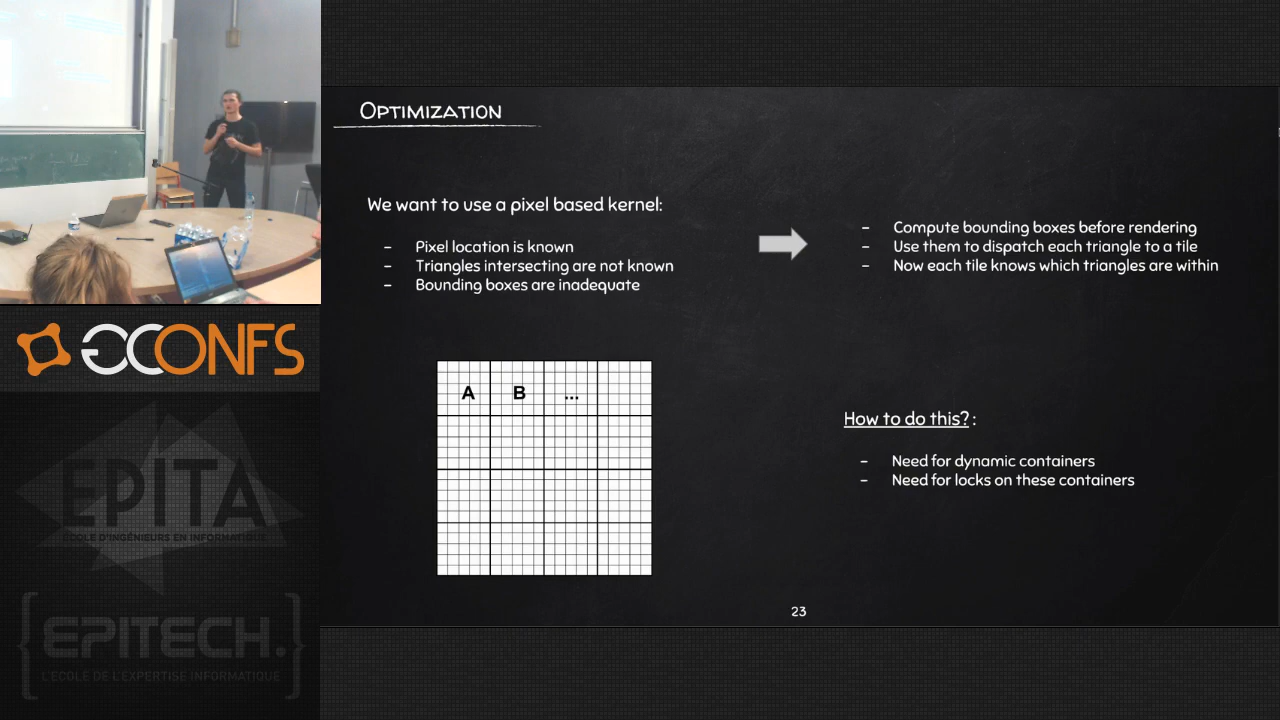 OPTIMIZATION
We want to use a pixel based kernel:
- Pixel location is known
- Triangles intersecting are not known
- Bounding boxes are inadequate
- Compute bounding boxes before rendering
- Use them to dispatch each triangle to a tile
- Now each tile knows which triangles are within
A B ...
How to do this? :
- Need for dynamic containers
- Need for locks on these containers
23
GCONFS
EPITA
ÉCOLE D'INGÉNIEURS EN INFORMATIQUE
{EPITECH.}
L'ECOLE DE L'EXPERTISE INFORMATIQUE